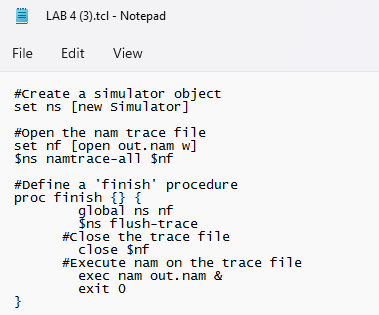 LAB 4 (3).tcl - Notepad
File Edit View
#Create a simulator object
set ns [new Simulator]
#Open the nam trace file
set nf [open out.nam w]
$ns namtrace-all $nf
#Define a 'finish' procedure
proc finish {} {
global ns nf
$ns flush-trace
#Close the trace file
close $nf
#Execute nam on the trace file
exec nam out.nam &
exit 0
}